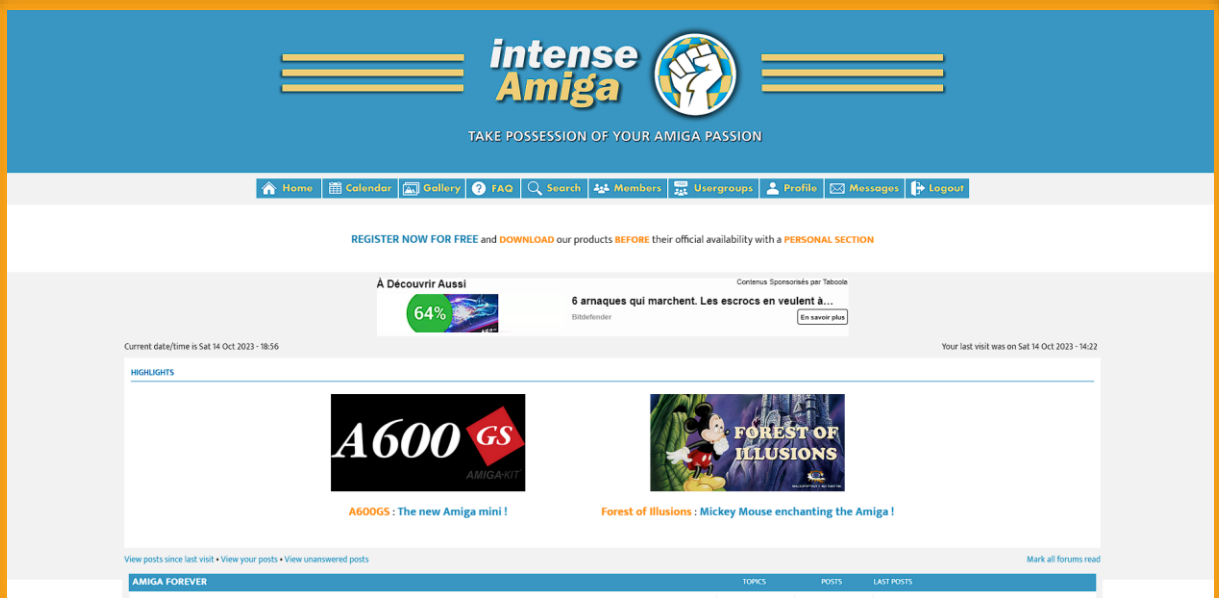 intense
Amiga
TAKE POSSESSION OF YOUR AMIGA PASSION
Home Calendar Gallery FAQ Search Members Usergroups Profile Messages Logout
REGISTER NOW FOR FREE and DOWNLOAD our products BEFORE their official availability with a PERSONAL SECTION
À Découvrir Aussi Contenus Sponsorisés par Taboola
64%
6 arnaques qui marchent. Les escrocs en veulent à…
Bitdefender En savoir plus
Current date/time is Sat 14 Oct 2023 - 18:56 Your last visit was on Sat 14 Oct 2023 - 14:22
HIGHLIGHTS
A600 GS
AMIGA-KIT
FOREST OF
ILLUSIONS
A600GS : The new Amiga mini ! Forest of Illusions : Mickey Mouse enchanting the Amiga !
View posts since last visit • View your posts • View unanswered posts Mark all forums read
AMIGA FOREVER TOPICS POSTS LAST POSTS